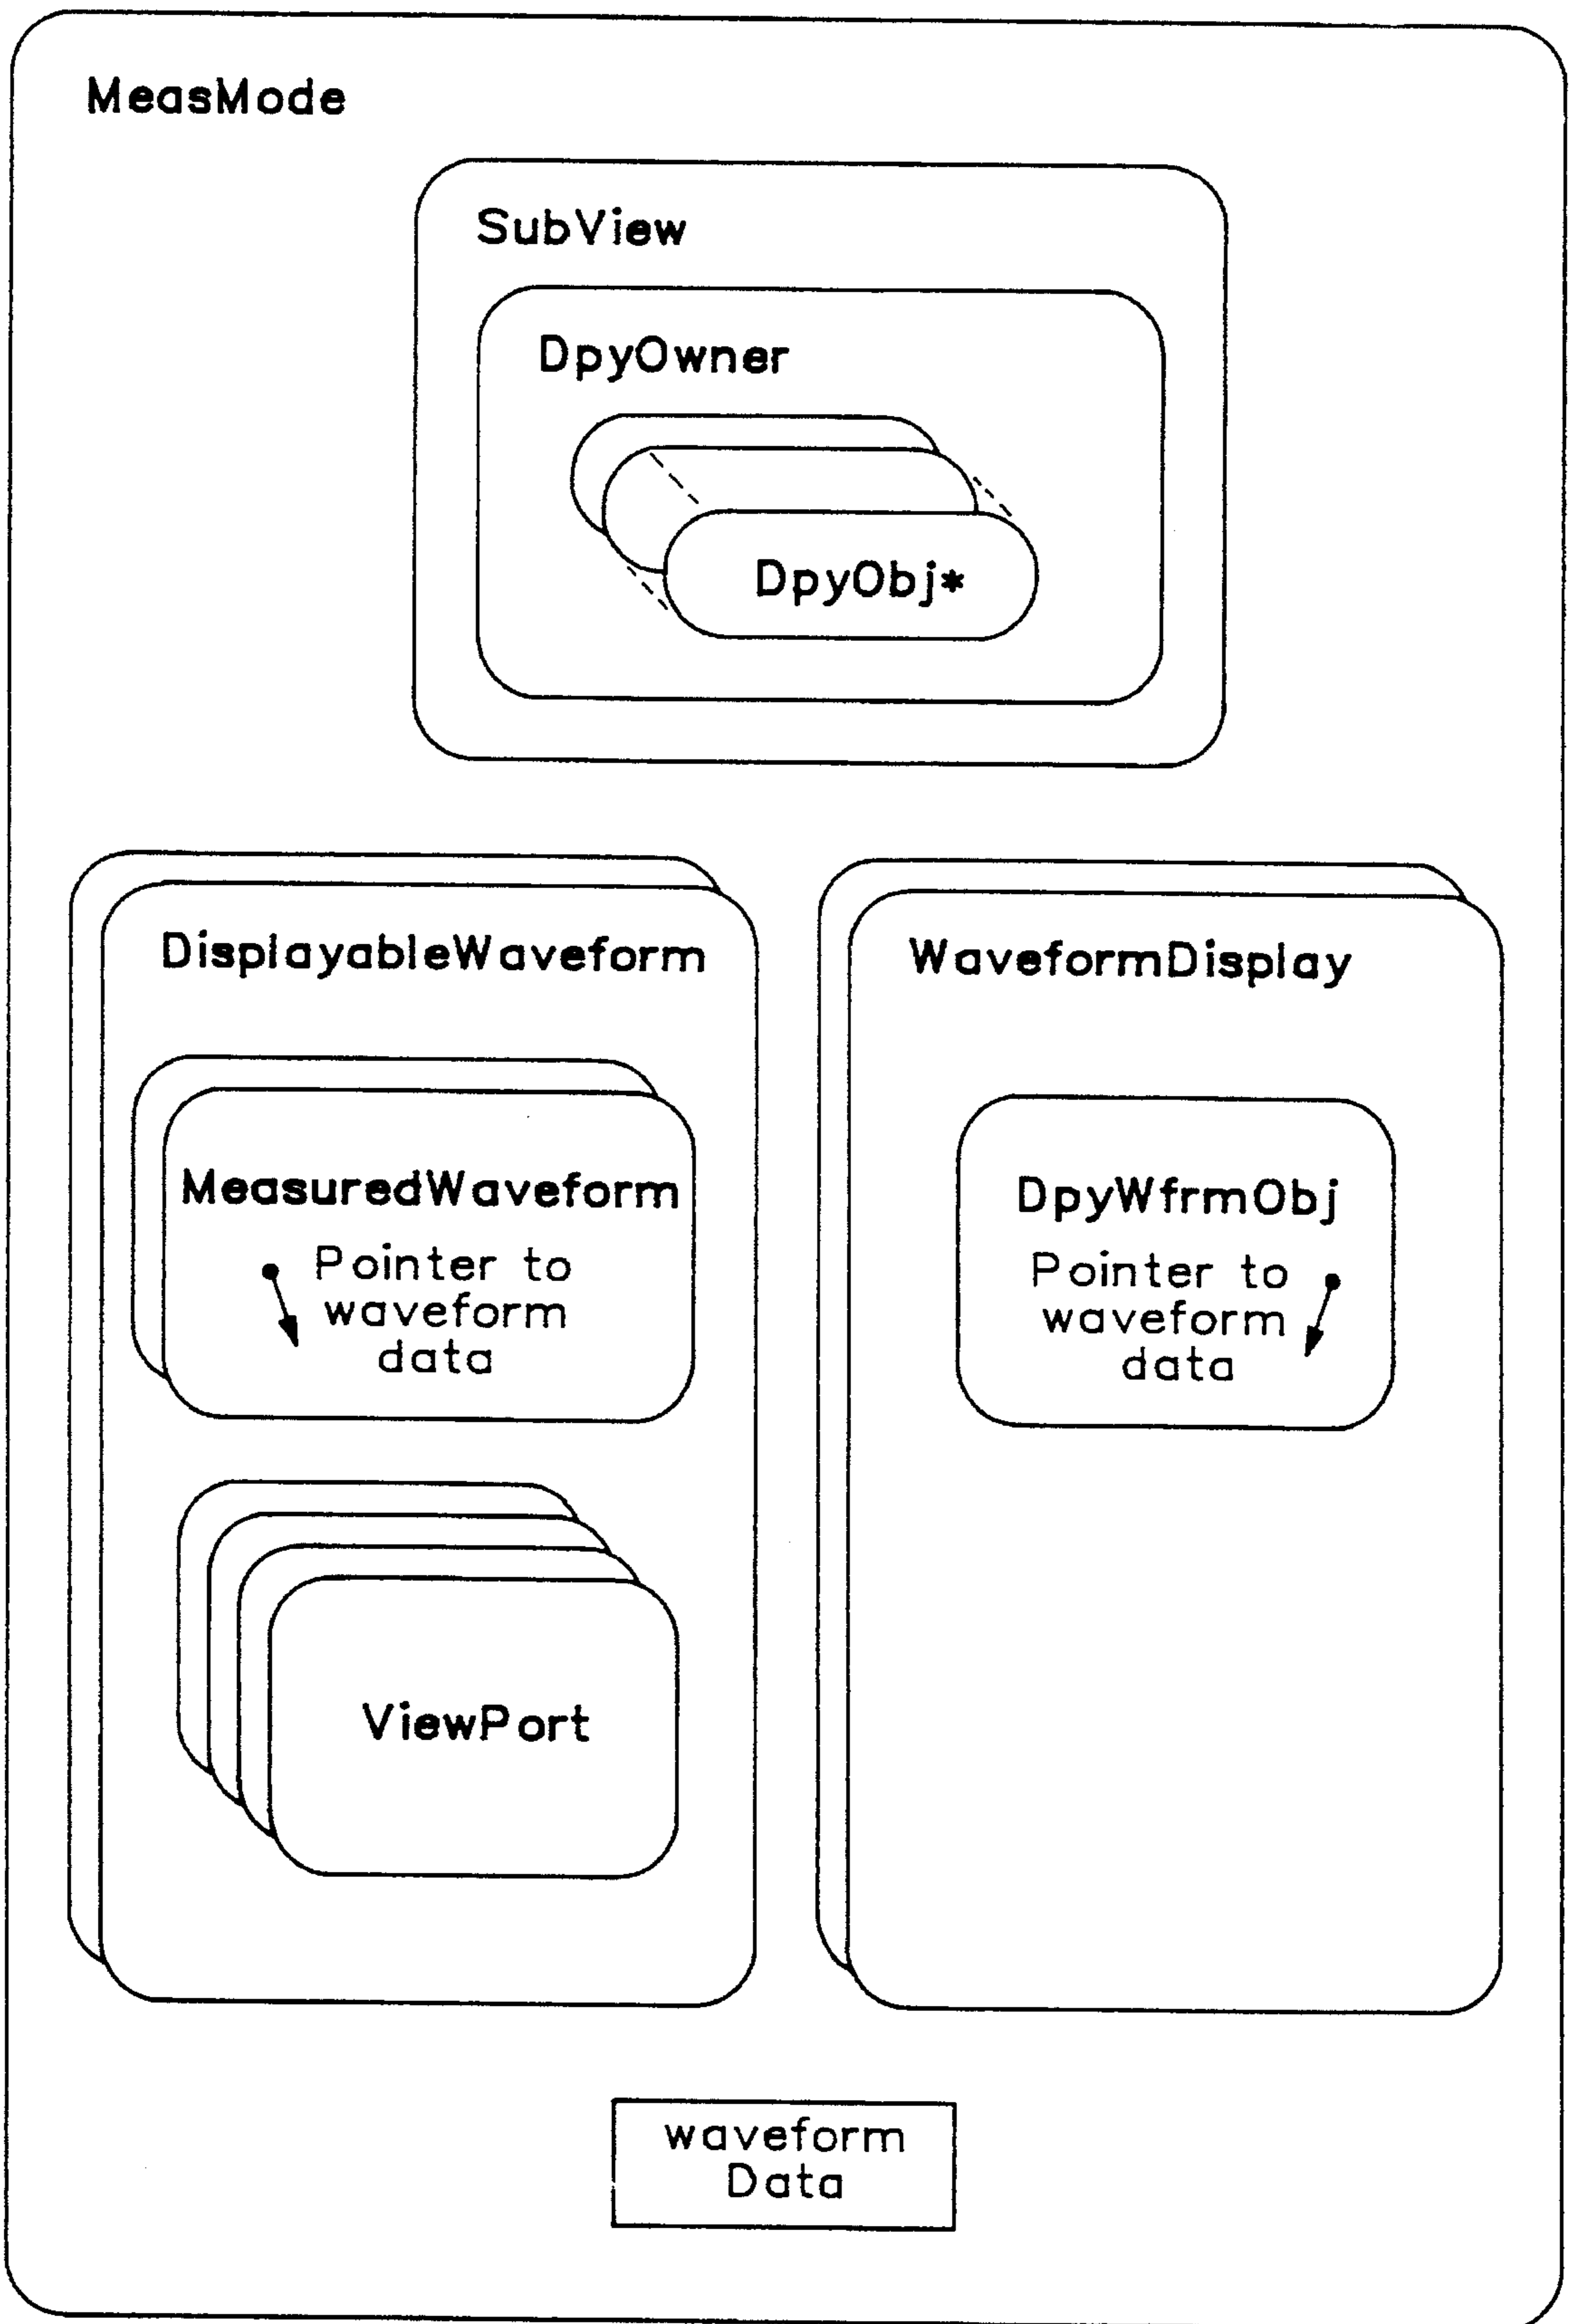 MeasMode
SubView
DpyOwner
DpyObj*
DisplayableWaveform
WaveformDisplay
MeasuredWaveform
Pointer to
waveform
data
DpyWfrmObj
Pointer to
waveform
data
ViewPort
waveform
Data